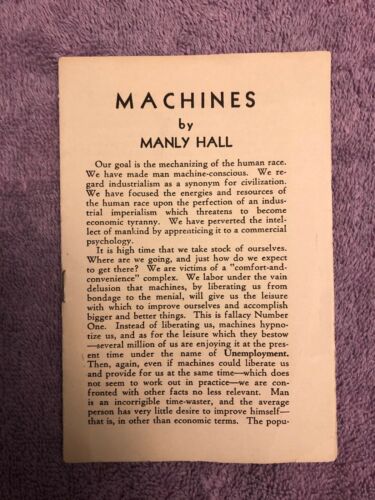 MACHINES
by
MANLY HALL
Our goal is the mechanizing of the human race.
We have made man machine-conscious. We re-
gard industrialism as a synonym for civilization.
We have focused the energies and resources of
the human race upon the perfection of an indus-
trial imperialism which threatens to become
economic tyranny. We have perverted the intel-
lect of mankind by apprenticing it to a commercial
psychology.
It is high time that we take stock of ourselves.
Where are we going, and just how do we expect
to get there? We are victims of a "comfort-and-
convenience" complex. We labor under the vain
delusion that machines, by liberating us from
bondage to the menial, will give us the leisure
with which to improve ourselves and accomplish
bigger and better things. This is fallacy Number
One. Instead of liberating us, machines hypno-
tize us, and as for the leisure which they bestow
—several million of us are enjoying it at the pres-
ent time under the name of Unemployment.
Then, again, even if machines could liberate us
and provide for us at the same time—which does
not seem to work out in practice—we are con-
fronted with other facts no less relevant. Man
is an incorrigible time-waster, and the average
person has very little desire to improve himself—
that is, in other than economic terms. The popu-